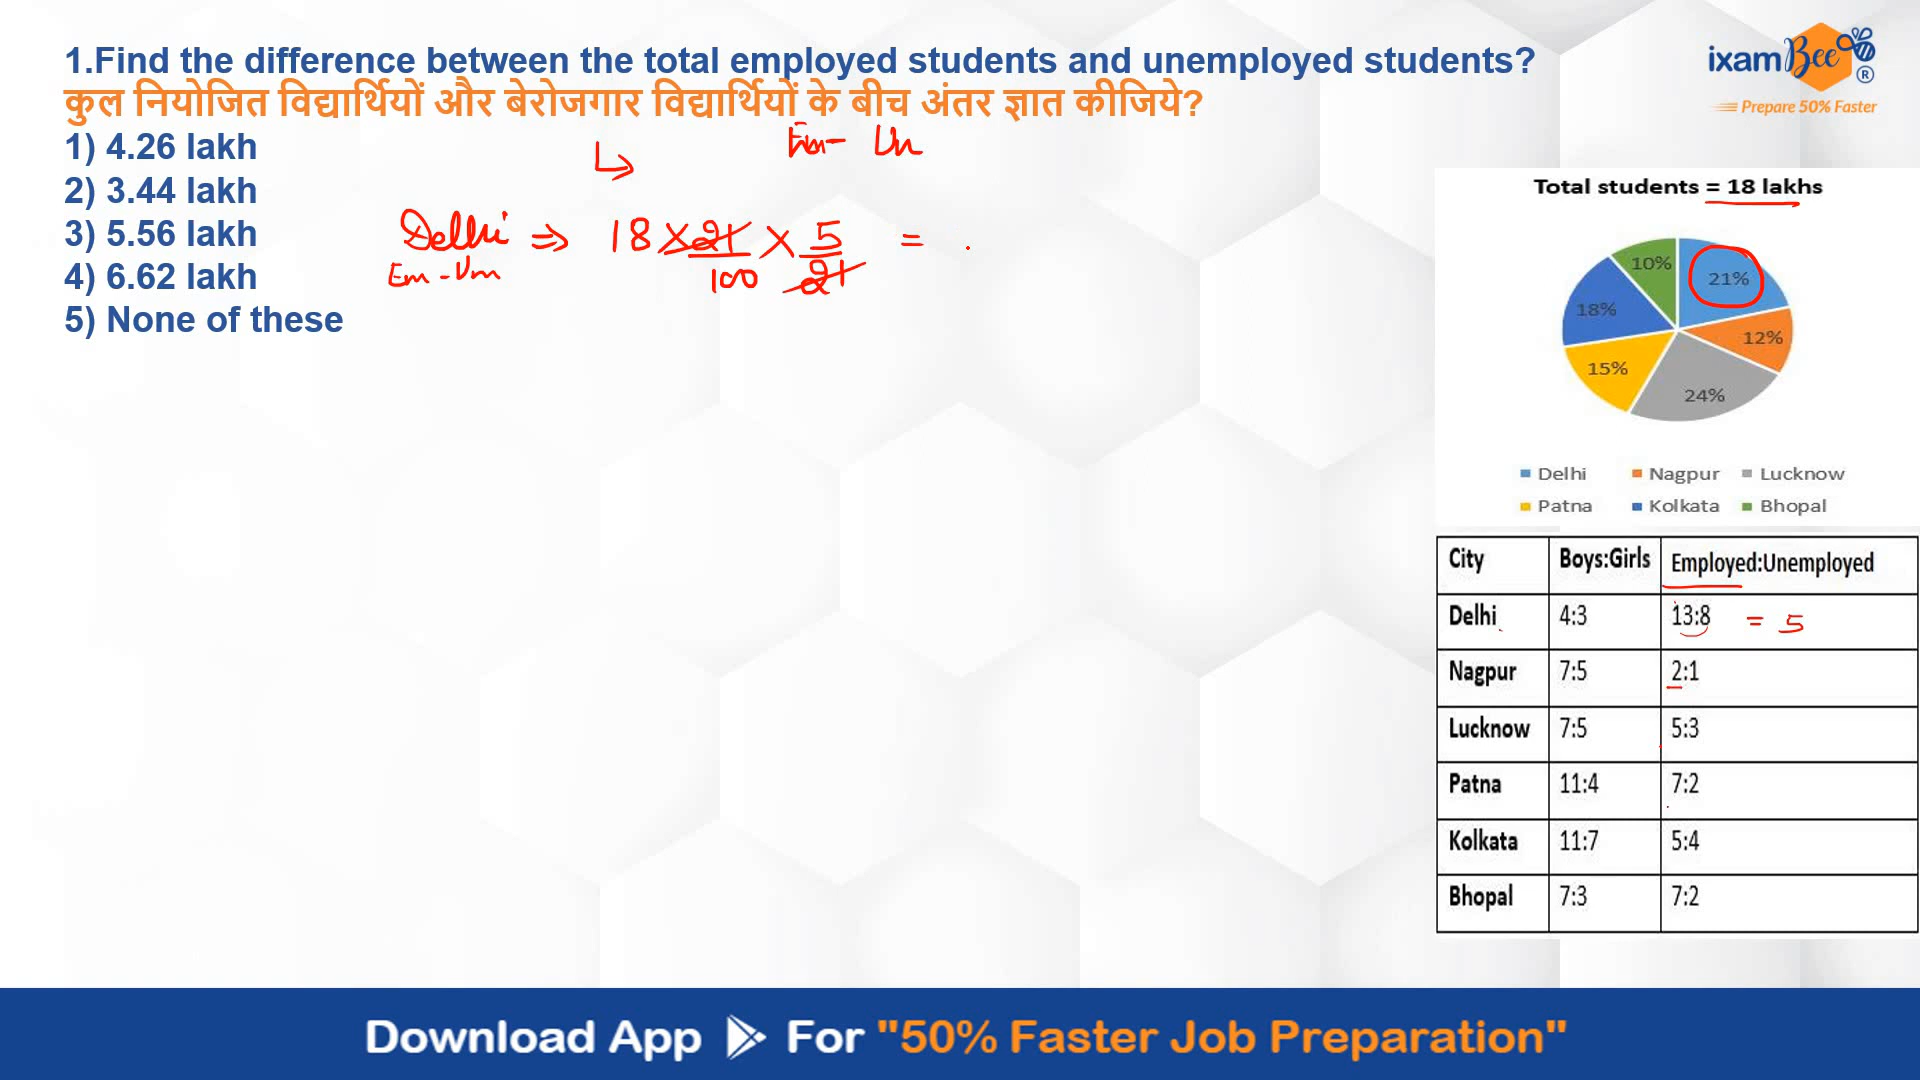 1.Find the difference between the total employed students and unemployed students?
कुल नियोजित विद्यार्थियों और बेरोजगार विद्यार्थियों के बीच अंतर ज्ञात कीजिये?
1) 4.26 lakh
2) 3.44 lakh
3) 5.56 lakh
4) 6.62 lakh
5) None of these
Em- Un
Delhi ⇒ 18 × 21/100 × 5/21 = .
Em - Um
ixamBee ®
Prepare 50% Faster
Total students = 18 lakhs
10%
21%
18%
12%
15%
24%
Delhi Nagpur Lucknow
Patna Kolkata Bhopal
City Boys:Girls Employed:Unemployed
Delhi 4:3 13:8 = 5
Nagpur 7:5 2:1
Lucknow 7:5 5:3
Patna 11:4 7:2
Kolkata 11:7 5:4
Bhopal 7:3 7:2
Download App For "50% Faster Job Preparation"